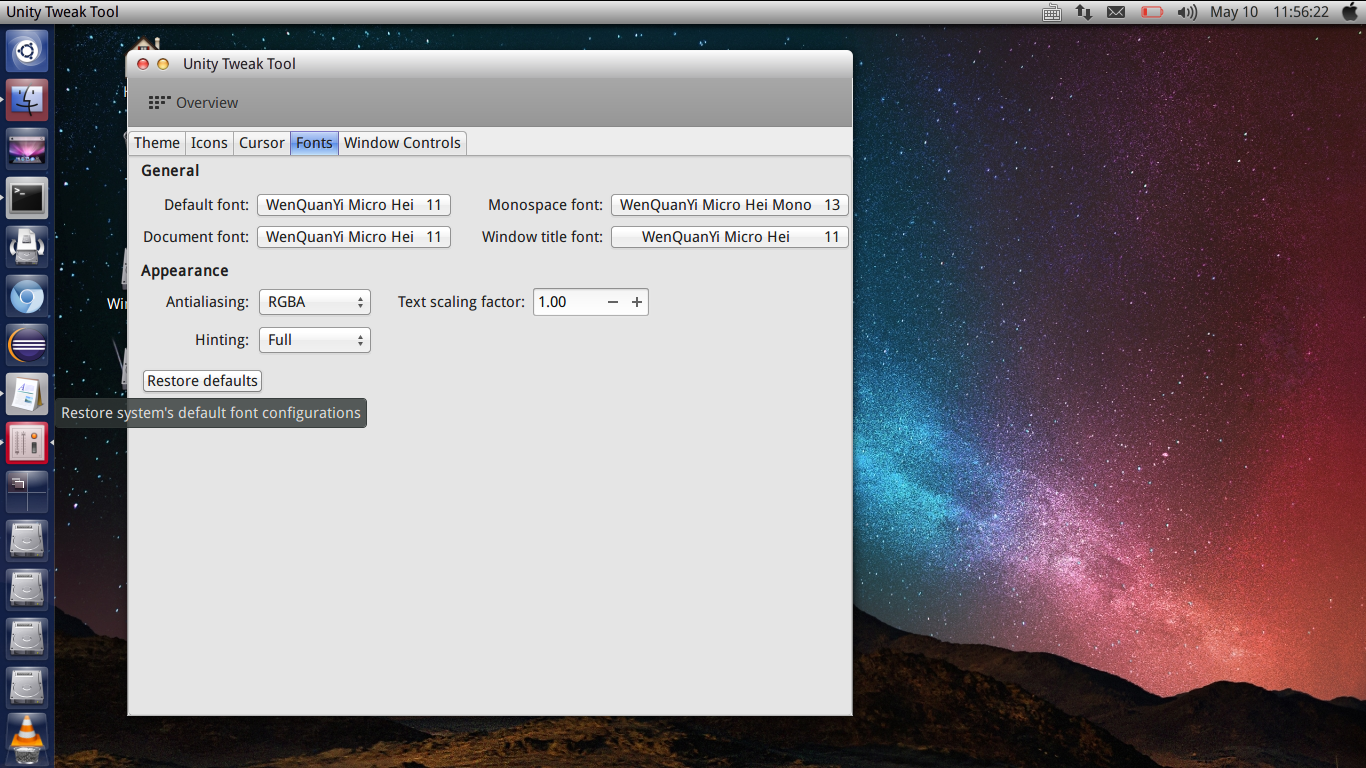 Unity Tweak Tool May 10 11:56:22
Unity Tweak Tool
Overview
Theme Icons Cursor Fonts Window Controls
General
Default font: WenQuanYi Micro Hei 11 Monospace font: WenQuanYi Micro Hei Mono 13
Document font: WenQuanYi Micro Hei 11 Window title font: WenQuanYi Micro Hei 11
Appearance
Antialiasing: RGBA Text scaling factor: 1.00
Hinting: Full
Restore defaults
Restore system's default font configurations